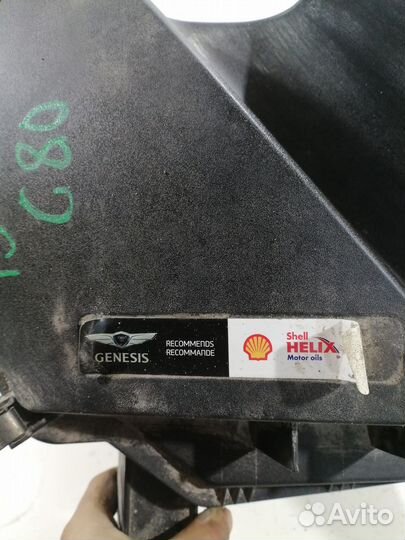 G80
GENESIS
RECOMMENDS
RECOMMANDE
Shell
HELIX
Motor oils
Avito